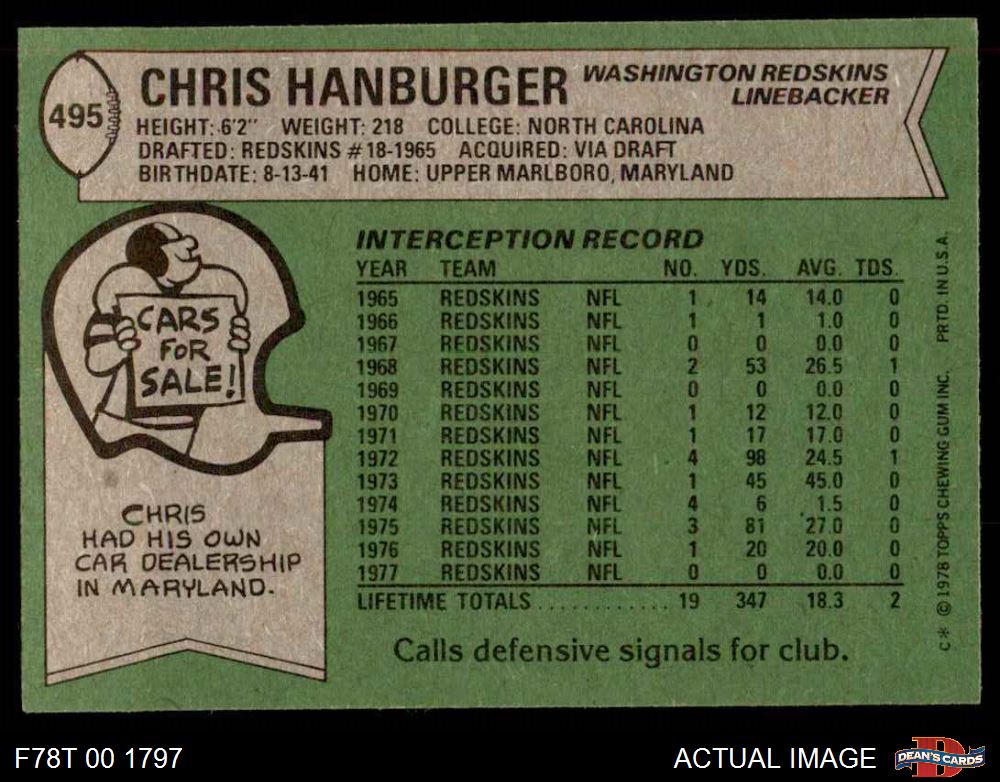 495
CHRIS HANBURGER
WASHINGTON REDSKINS
LINEBACKER
HEIGHT: 6'2" WEIGHT: 218 COLLEGE: NORTH CAROLINA
DRAFTED: REDSKINS #18-1965 ACQUIRED: VIA DRAFT
BIRTHDATE: 8-13-41 HOME: UPPER MARLBORO, MARYLAND
CARS
FOR
SALE!
CHRIS
HAD HIS OWN
CAR DEALERSHIP
IN MARYLAND.
INTERCEPTION RECORD
YEAR TEAM NO. YDS. AVG. TDS.
1965 REDSKINS NFL 1 14 14.0 0
1966 REDSKINS NFL 1 1 1.0 0
1967 REDSKINS NFL 0 0 0.0 0
1968 REDSKINS NFL 2 53 26.5 1
1969 REDSKINS NFL 0 0 0.0 0
1970 REDSKINS NFL 1 12 12.0 0
1971 REDSKINS NFL 1 17 17.0 0
1972 REDSKINS NFL 4 98 24.5 1
1973 REDSKINS NFL 1 45 45.0 0
1974 REDSKINS NFL 4 6 1.5 0
1975 REDSKINS NFL 3 81 27.0 0
1976 REDSKINS NFL 1 20 20.0 0
1977 REDSKINS NFL 0 0 0.0 0
LIFETIME TOTALS ............ 19 347 18.3 2
Calls defensive signals for club.
C* © 1978 TOPPS CHEWING GUM INC. PRTD. IN U.S.A.
F78T 00 1797
ACTUAL IMAGE
D
DEAN'S CARDS